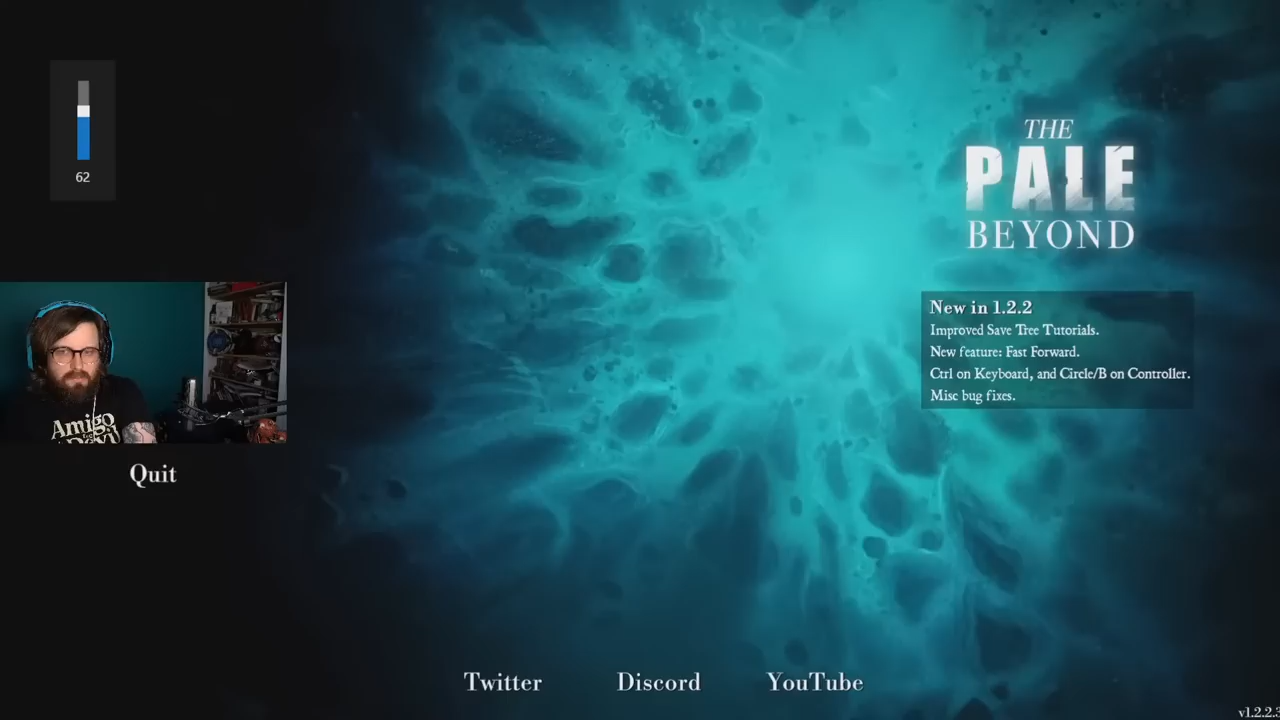 62
THE
PALE
BEYOND
New in 1.2.2
Improved Save Tree Tutorials.
New feature: Fast Forward.
Ctrl on Keyboard, and Circle/B on Controller.
Misc bug fixes.
Amigo
Quit
Twitter
Discord
YouTube